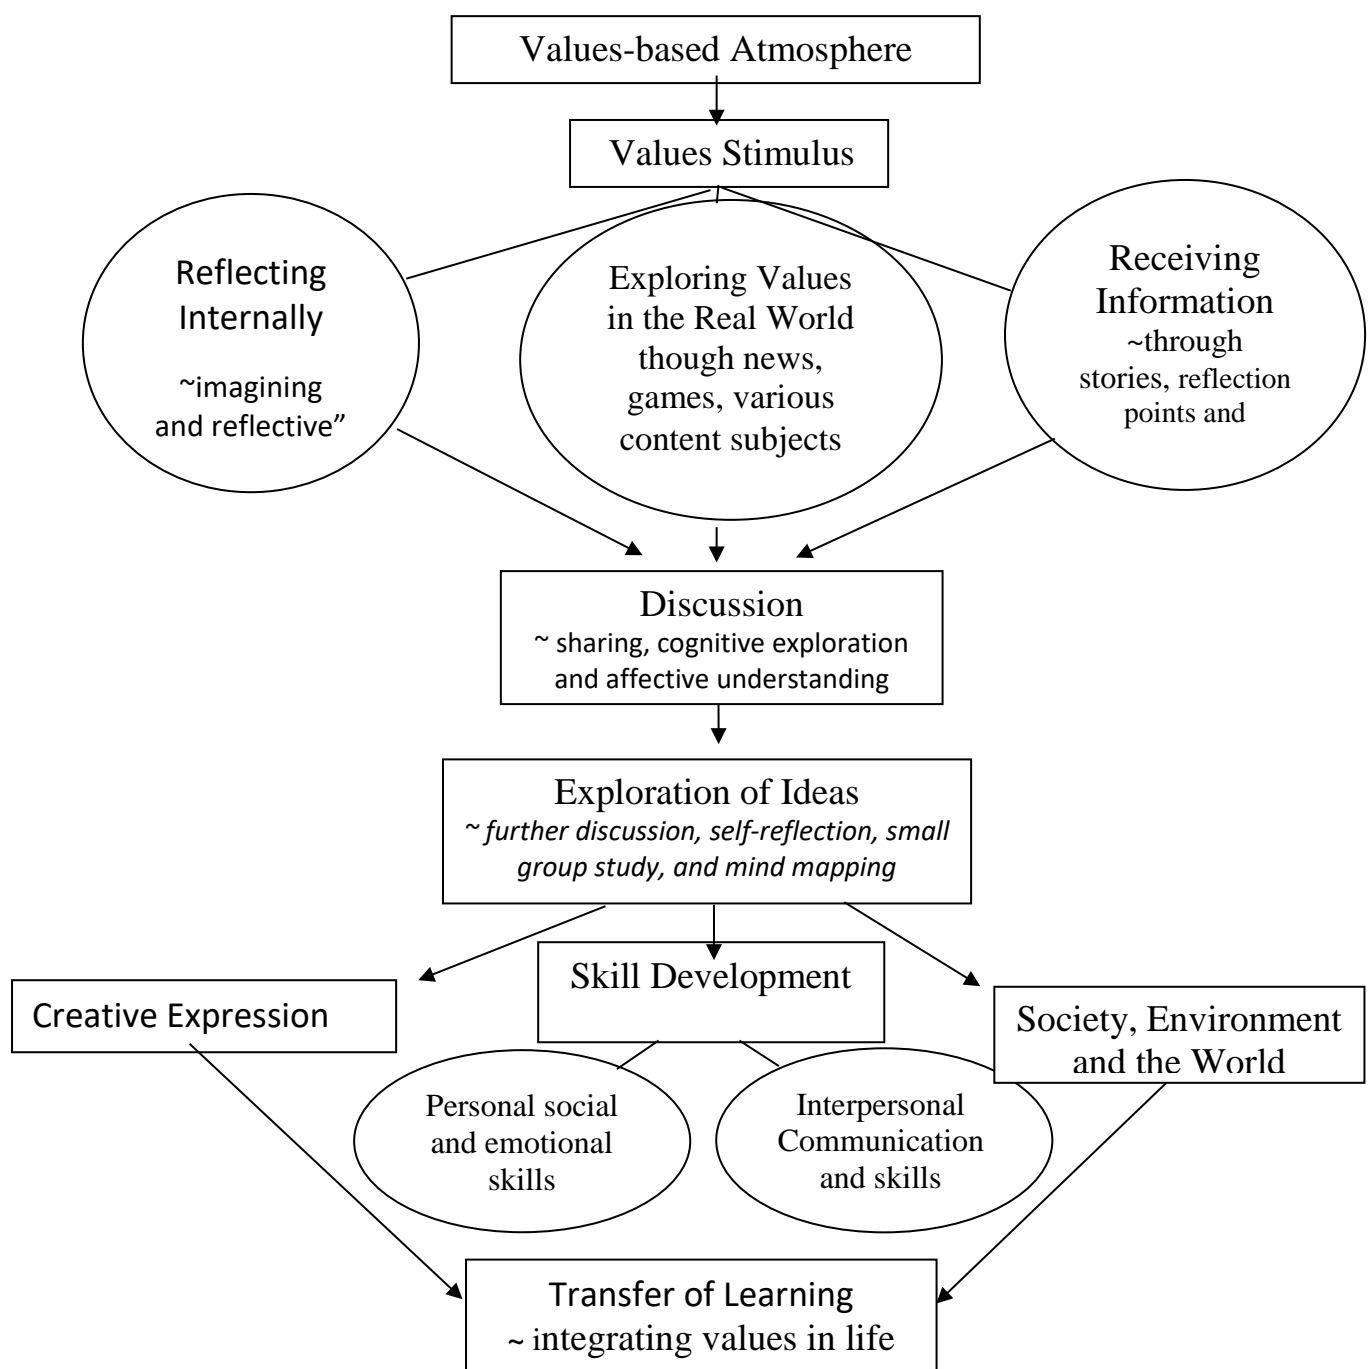 Values-based Atmosphere
Values Stimulus
Reflecting
Internally
~imagining
and reflective”
Exploring Values
in the Real World
though news,
games, various
content subjects
Receiving
Information
~through
stories, reflection
points and
Discussion
~ sharing, cognitive exploration
and affective understanding
Exploration of Ideas
~ further discussion, self-reflection, small
group study, and mind mapping
Creative Expression
Skill Development
Society, Environment
and the World
Personal social
and emotional
skills
Interpersonal
Communication
and skills
Transfer of Learning
~ integrating values in life